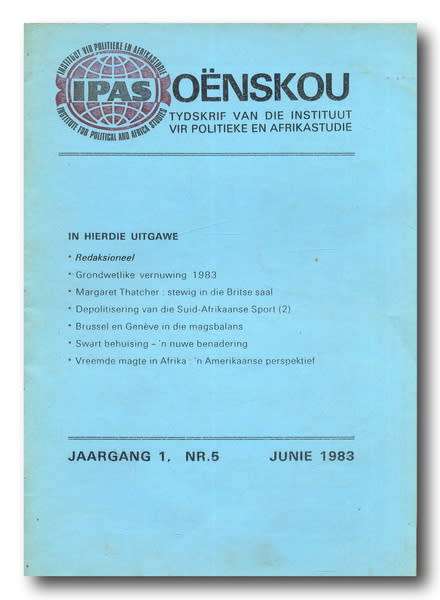 INSTITUUT VIR POLITIEKE EN AFRIKASTUDIE
IPAS
INSTITUTE FOR POLITICAL AND AFRICA STUDIES
OËNSKOU
TYDSKRIF VAN DIE INSTITUUT
VIR POLITIEKE EN AFRIKASTUDIE
IN HIERDIE UITGAWE
* Redaksioneel
* Grondwetlike vernuwing 1983
* Margaret Thatcher : stewig in die Britse saal
* Depolitisering van die Suid-Afrikaanse Sport (2)
* Brussel en Genève in die magsbalans
* Swart behuising – 'n nuwe benadering
* Vreemde magte in Afrika : 'n Amerikaanse perspektief
JAARGANG 1, NR.5 JUNIE 1983